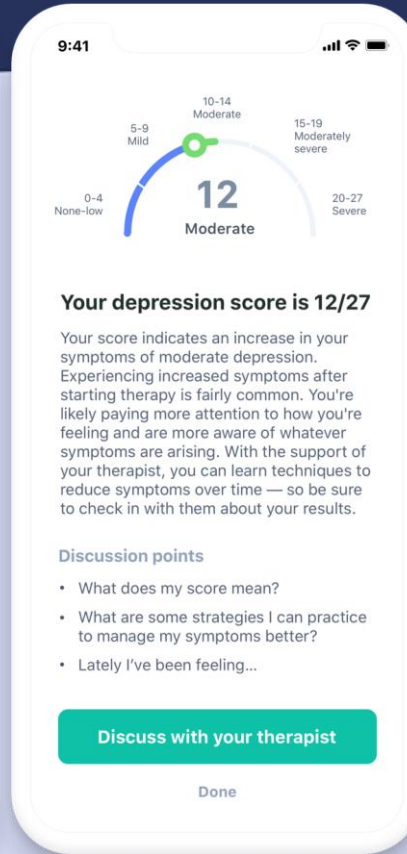 9:41
10-14
Moderate
5-9
Mild
15-19
Moderately
severe
0-4
None-low
12
Moderate
20-27
Severe
Your depression score is 12/27
Your score indicates an increase in your
symptoms of moderate depression.
Experiencing increased symptoms after
starting therapy is fairly common. You're
likely paying more attention to how you're
feeling and are more aware of whatever
symptoms are arising. With the support of
your therapist, you can learn techniques to
reduce symptoms over time — so be sure
to check in with them about your results.
Discussion points
• What does my score mean?
• What are some strategies I can practice
to manage my symptoms better?
• Lately I've been feeling...
Discuss with your therapist
Done